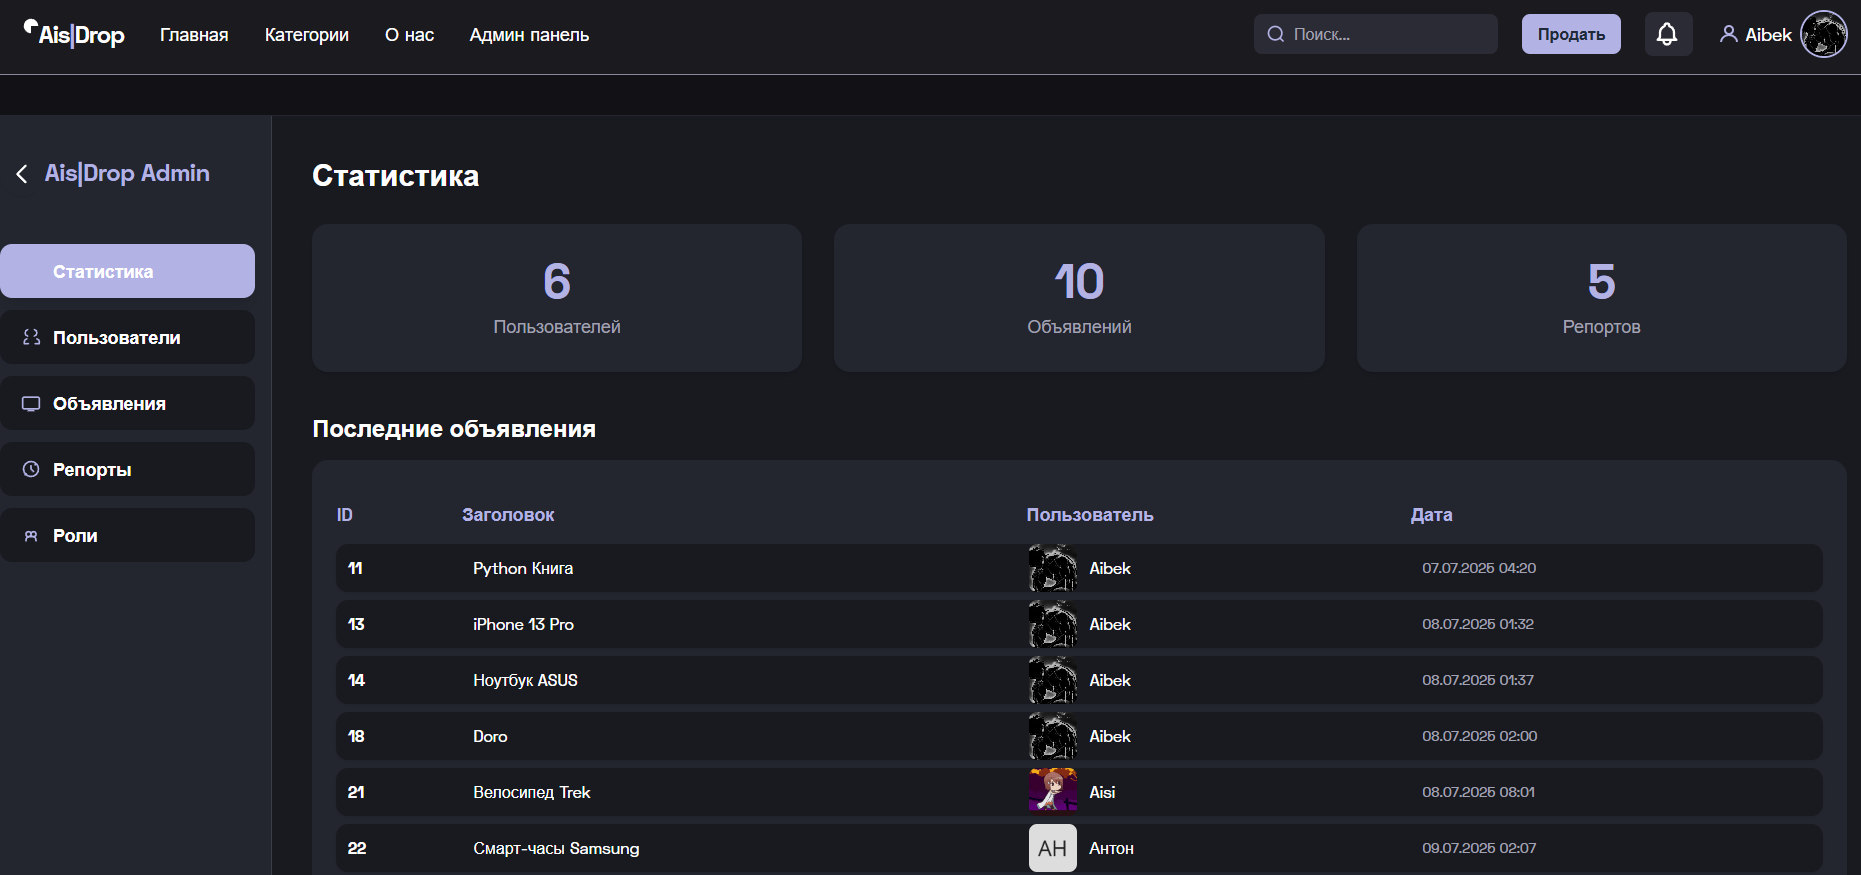 Ais|Drop Главная Категории О нас Админ панель Поиск... Продать Aibek
Ais|Drop Admin
Статистика
Пользователи
Объявления
Репорты
Роли
Статистика
6
Пользователей
10
Объявлений
5
Репортов
Последние объявления
ID Заголовок Пользователь Дата
11 Python Книга Aibek 07.07.2025 04:20
13 iPhone 13 Pro Aibek 08.07.2025 01:32
14 Ноутбук ASUS Aibek 08.07.2025 01:37
18 Doro Aibek 08.07.2025 02:00
21 Велосипед Trek Aisi 08.07.2025 08:01
22 Смарт-часы Samsung АН Антон 09.07.2025 02:07